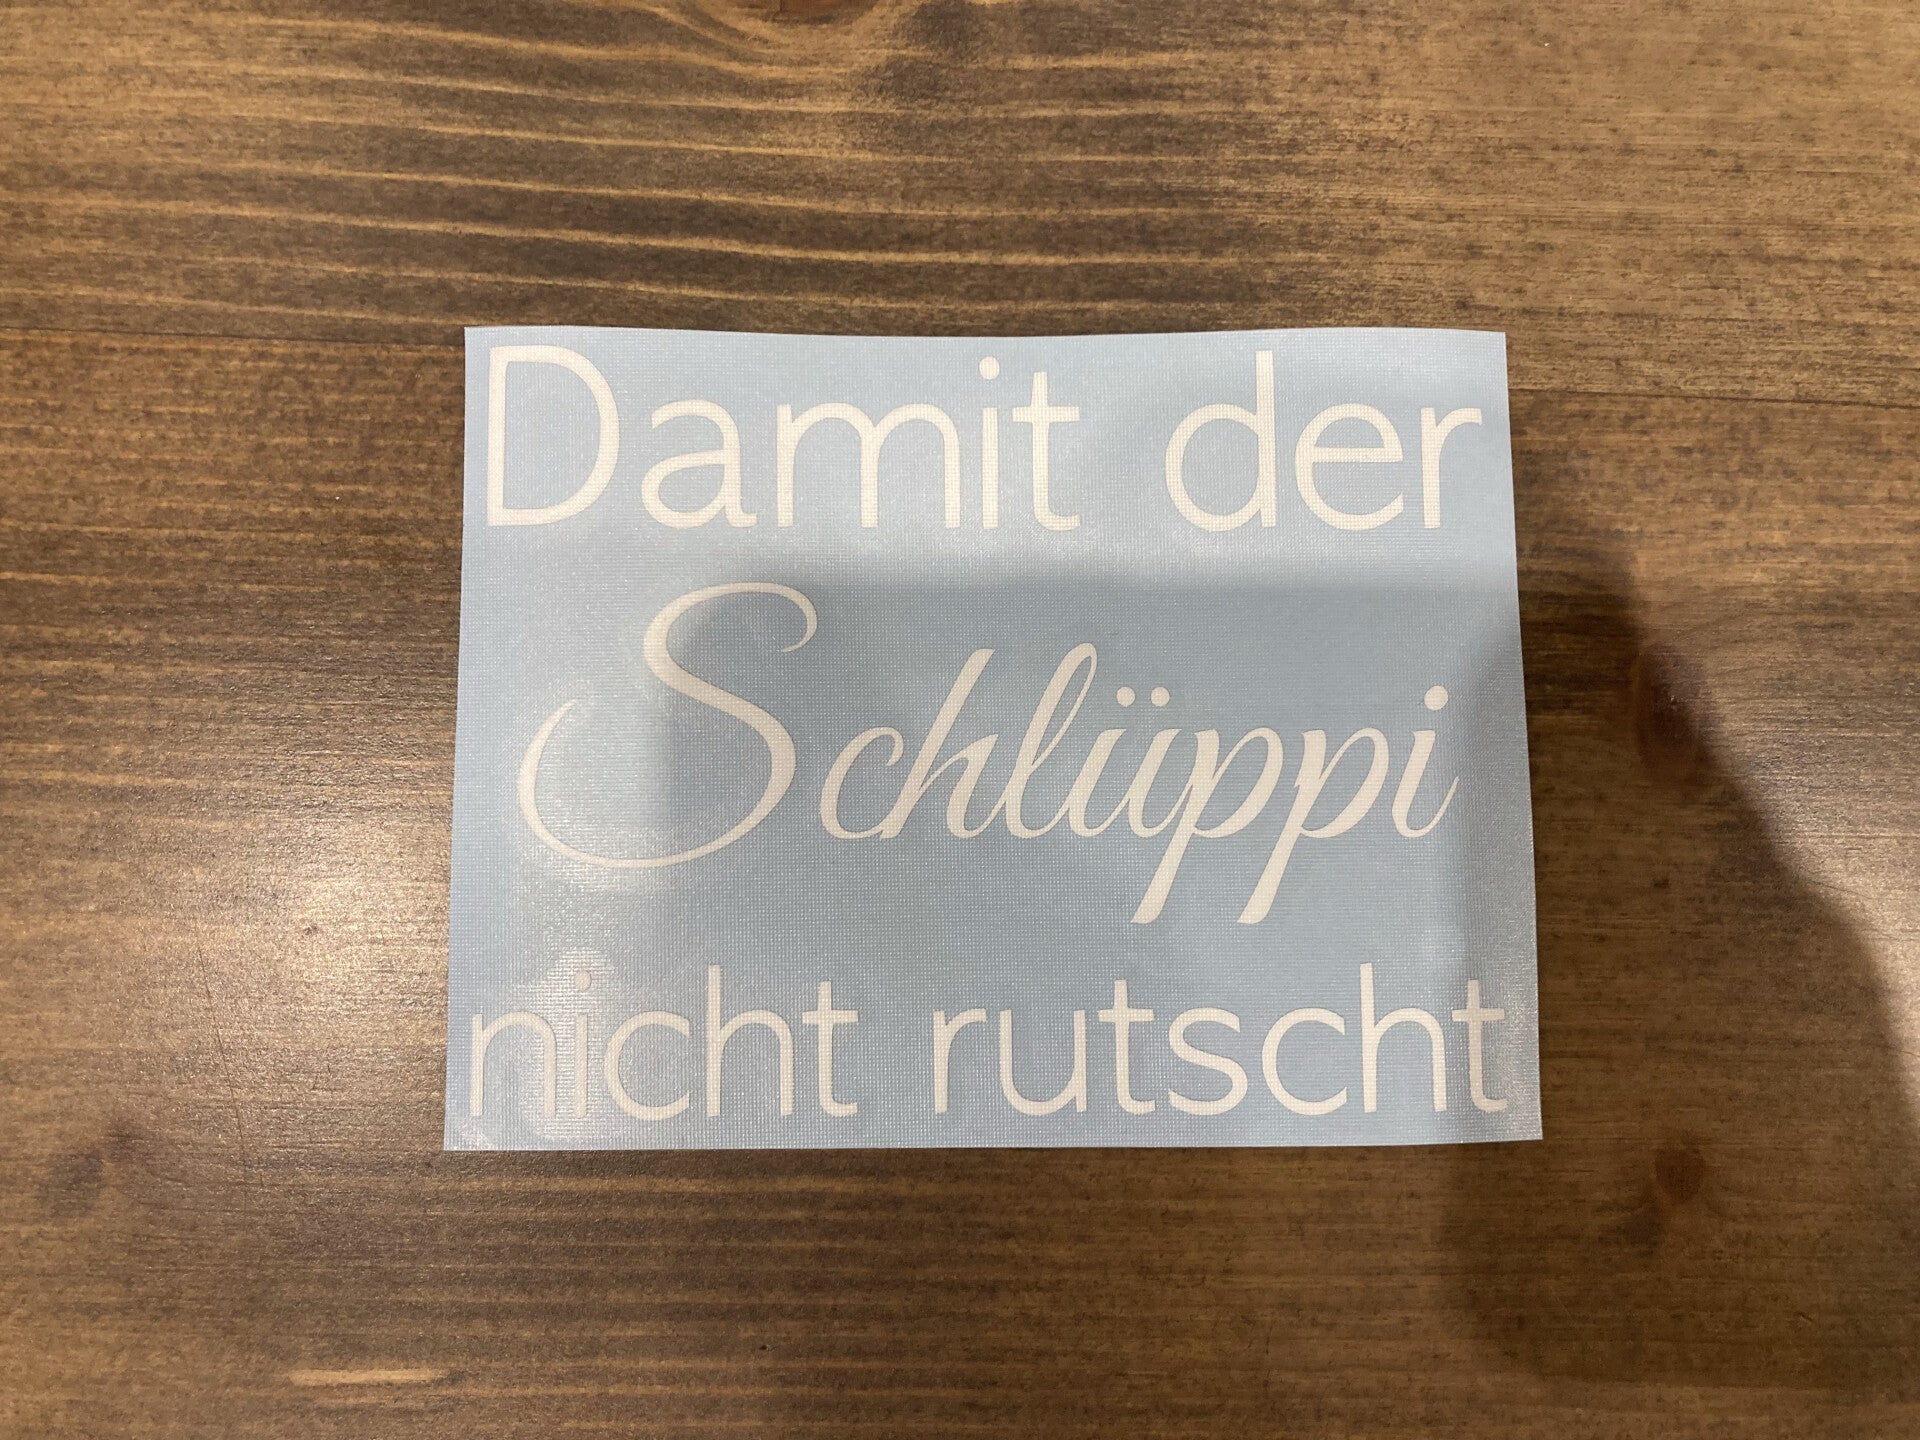 Damit der
Schlüppi
nicht rutscht